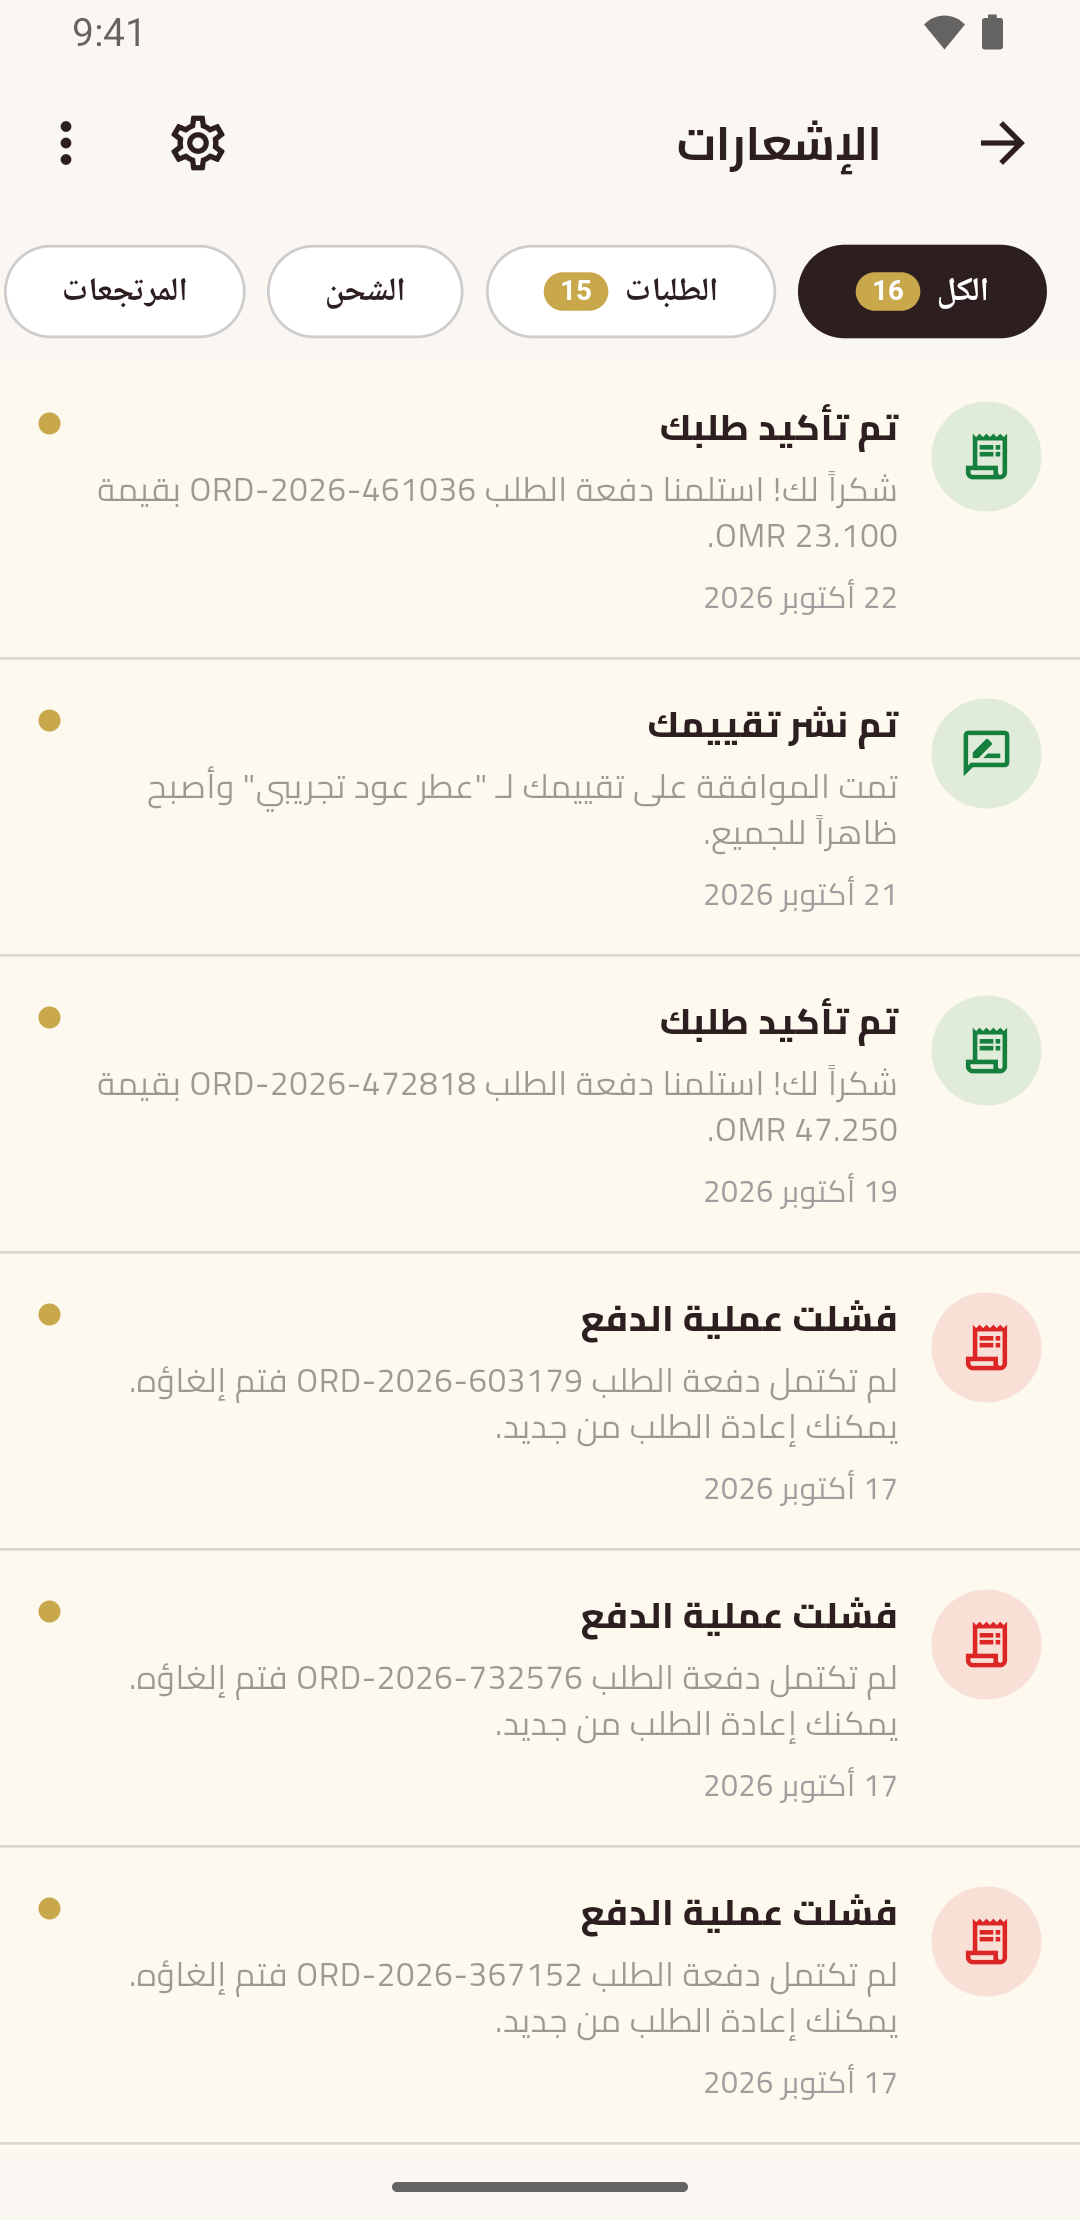 9:41
الإشعارات
الكل 16
الطلبات 15
الشحن
المرتجعات
تم تأكيد طلبك
شكراً لك! استلمنا دفعة الطلب ORD-2026-461036 بقيمة
OMR 23.100.
22 أكتوبر 2026
تم نشر تقييمك
تمت الموافقة على تقييمك لـ "عطر عود تجريبي" وأصبح
ظاهراً للجميع.
21 أكتوبر 2026
تم تأكيد طلبك
شكراً لك! استلمنا دفعة الطلب ORD-2026-472818 بقيمة
OMR 47.250.
19 أكتوبر 2026
فشلت عملية الدفع
لم تكتمل دفعة الطلب ORD-2026-603179 فتم إلغاؤه.
يمكنك إعادة الطلب من جديد.
17 أكتوبر 2026
فشلت عملية الدفع
لم تكتمل دفعة الطلب ORD-2026-732576 فتم إلغاؤه.
يمكنك إعادة الطلب من جديد.
17 أكتوبر 2026
فشلت عملية الدفع
لم تكتمل دفعة الطلب ORD-2026-367152 فتم إلغاؤه.
يمكنك إعادة الطلب من جديد.
17 أكتوبر 2026